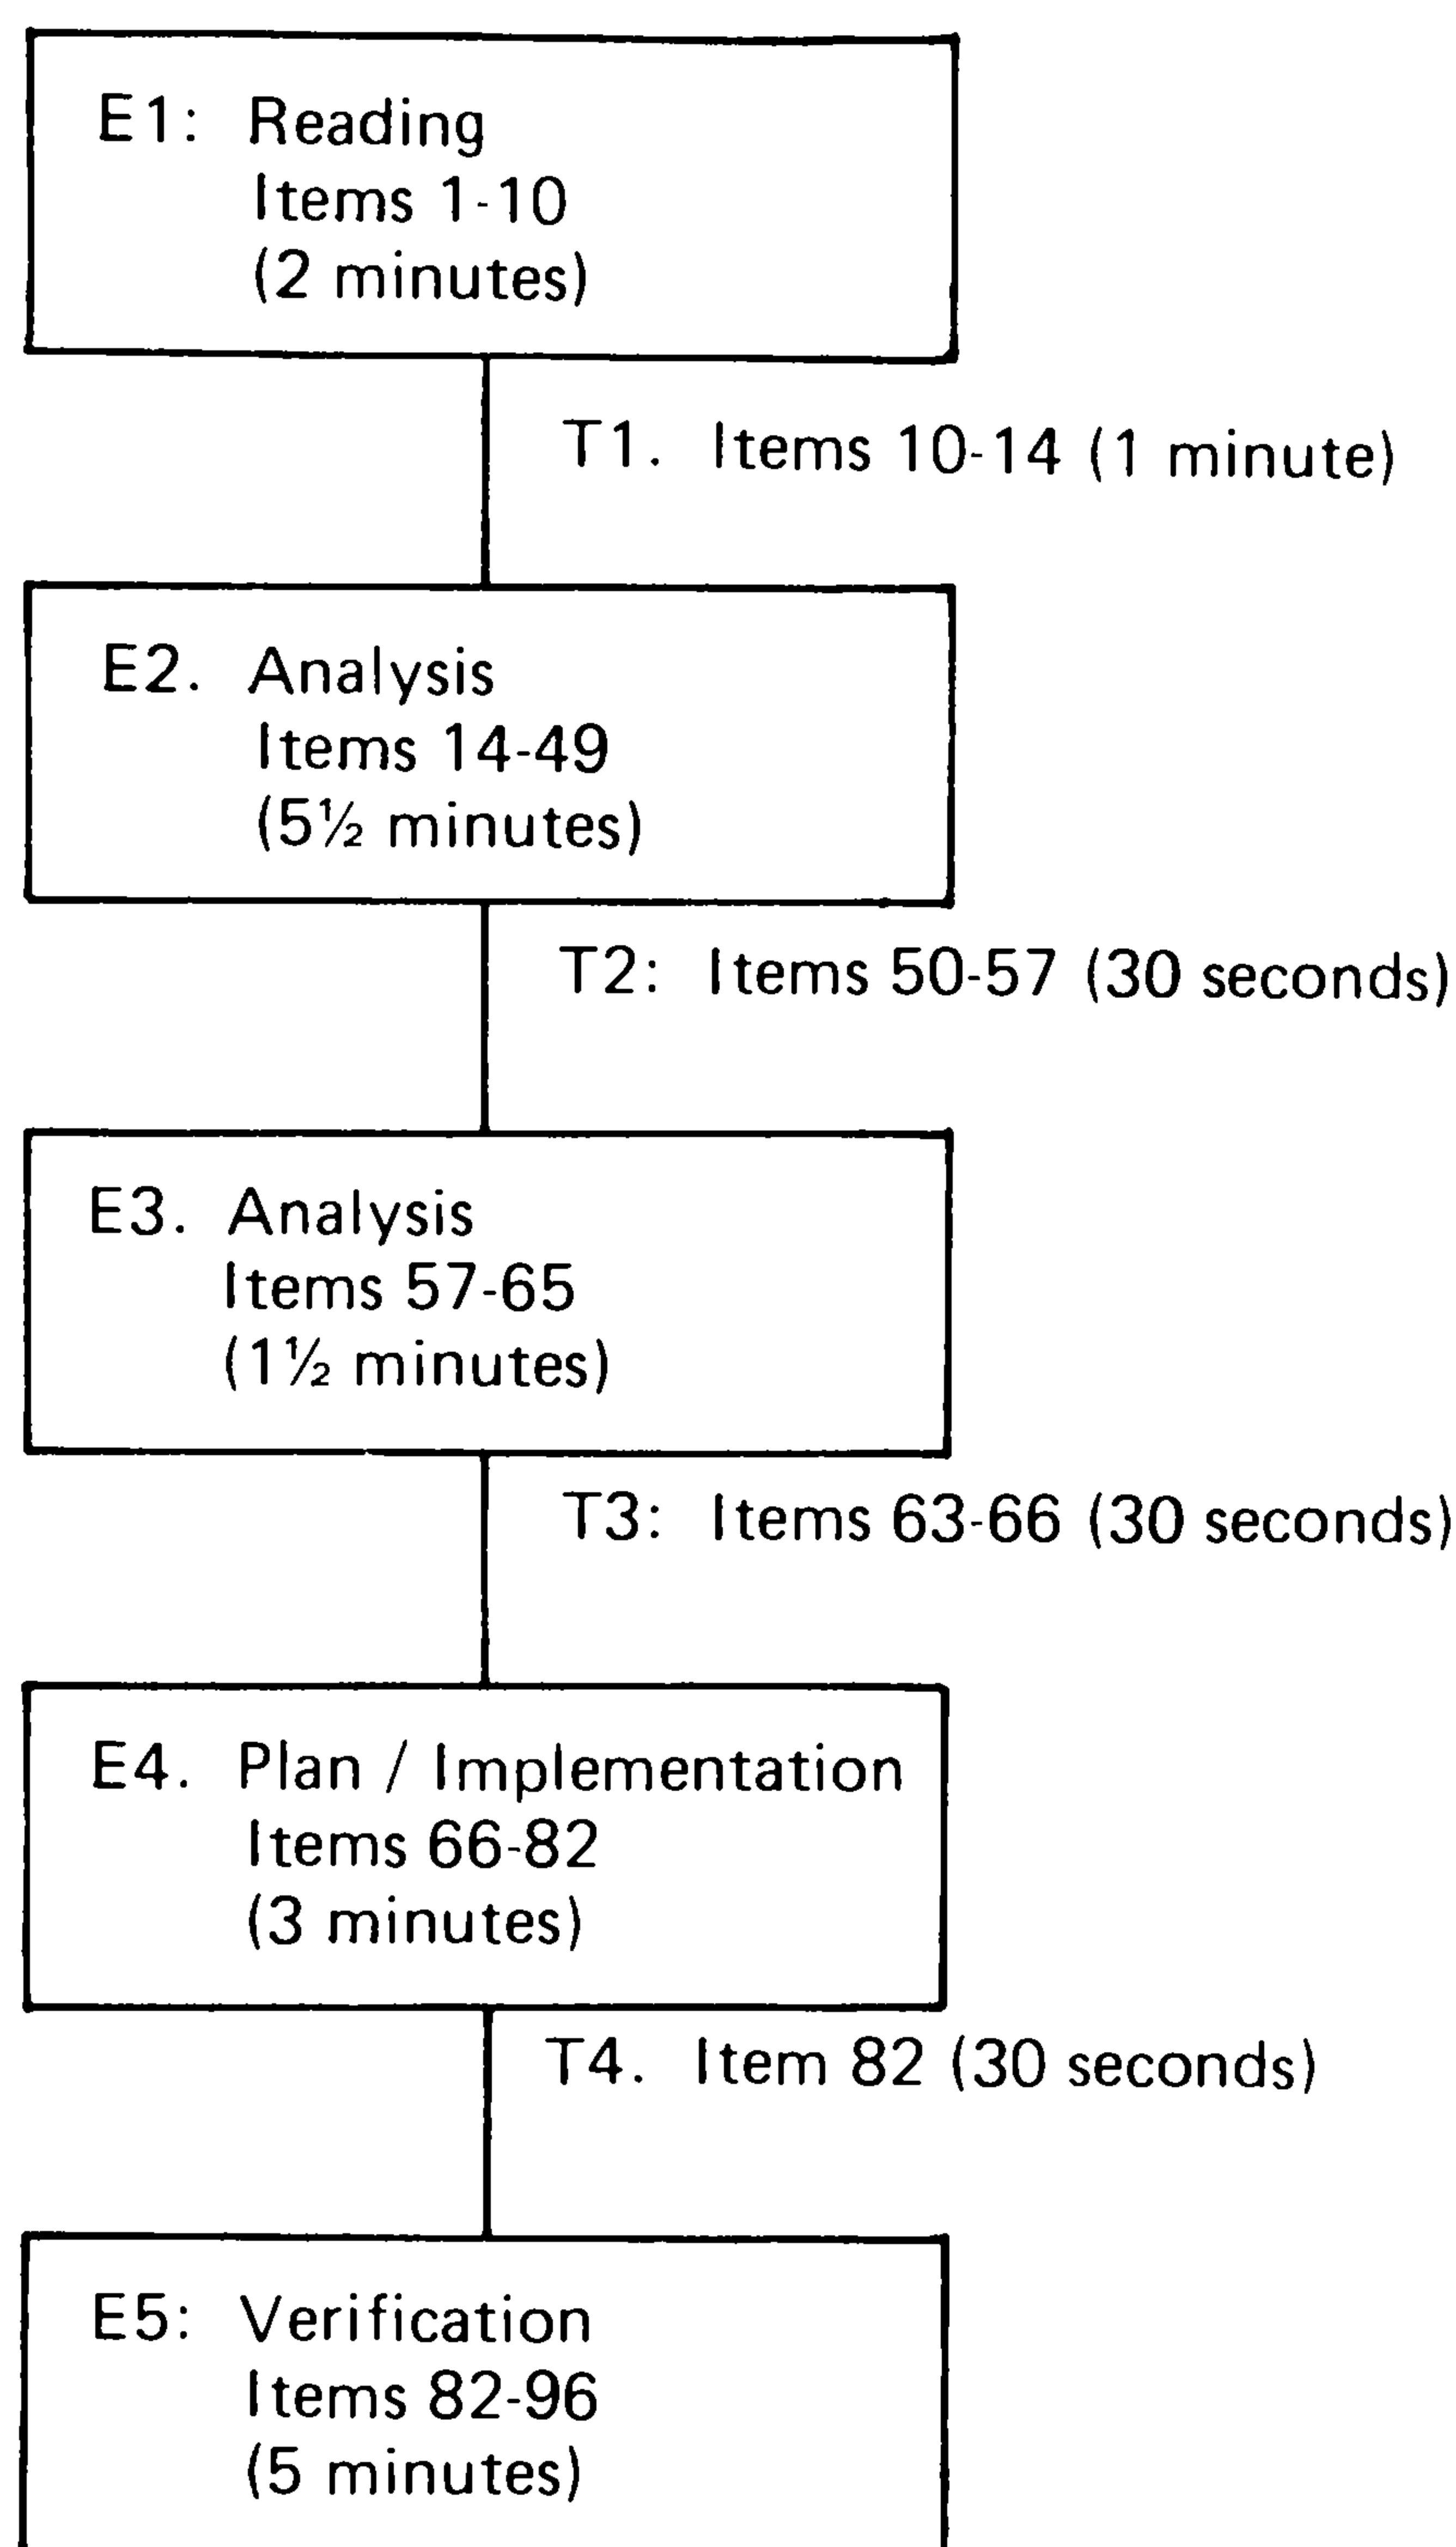 E1: Reading
Items 1-10
(2 minutes)
T1. Items 10-14 (1 minute)
E2. Analysis
Items 14-49
(5½ minutes)
T2: Items 50-57 (30 seconds)
E3. Analysis
Items 57-65
(1½ minutes)
T3: Items 63-66 (30 seconds)
E4. Plan / Implementation
Items 66-82
(3 minutes)
T4. Item 82 (30 seconds)
E5: Verification
Items 82-96
(5 minutes)